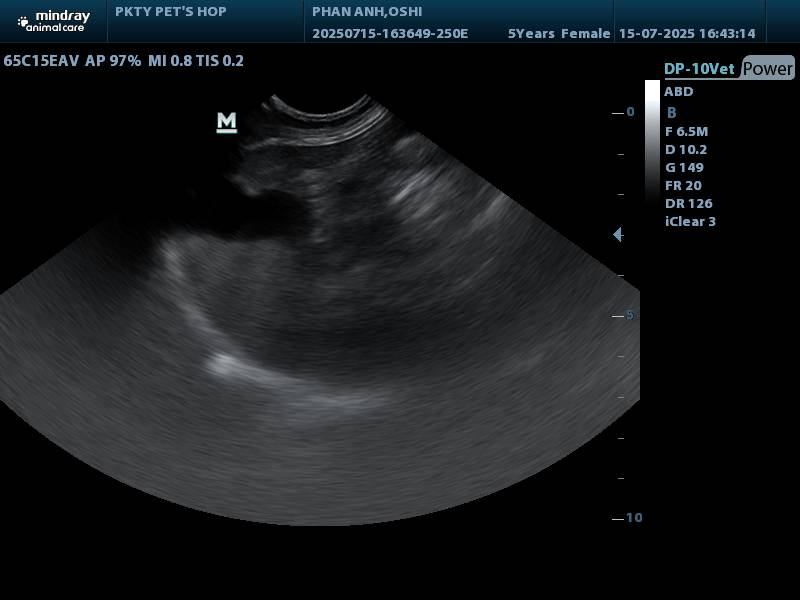 mindray
animalcare
PKTY PET'S HOP
PHAN ANH,OSHI
20250715-163649-250E
5Years Female
15-07-2025 16:43:14
65C15EAV AP 97% MI 0.8 TIS 0.2
DP-10Vet
Power
M
ABD
B
F 6.5M
D 10.2
G 149
FR 20
DR 126
iClear 3
0
5
10